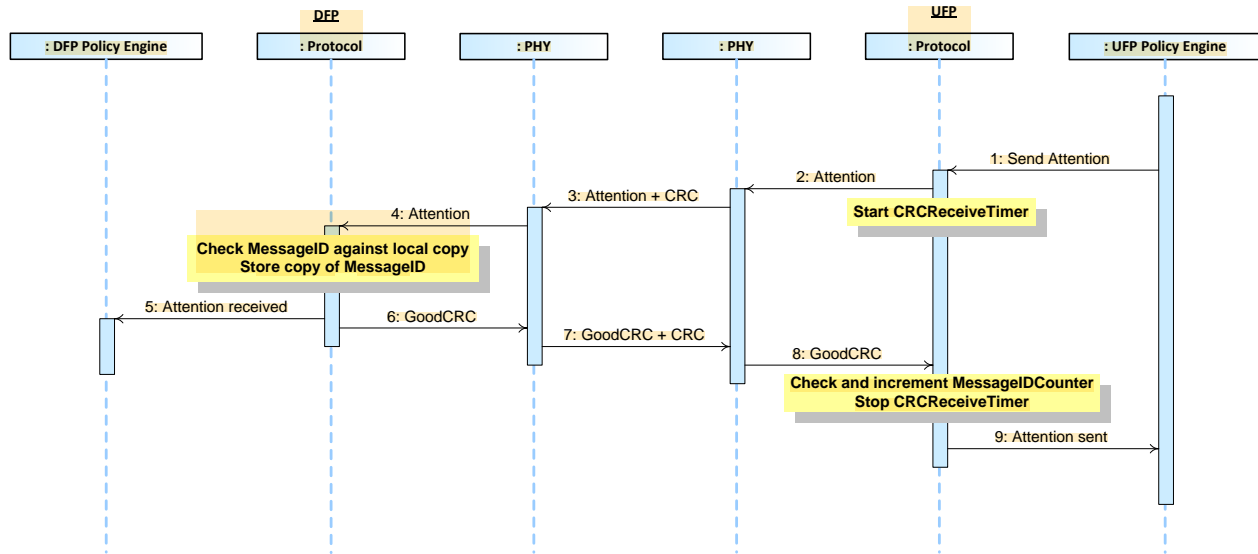 DFP
UFP
: DFP Policy Engine
: Protocol
: PHY
: PHY
: Protocol
: UFP Policy Engine
1: Send Attention
2: Attention
3: Attention + CRC
Start CRCReceiveTimer
4: Attention
Check MessageID against local copy
Store copy of MessageID
5: Attention received
6: GoodCRC
7: GoodCRC + CRC
8: GoodCRC
Check and increment MessageIDCounter
Stop CRCReceiveTimer
9: Attention sent